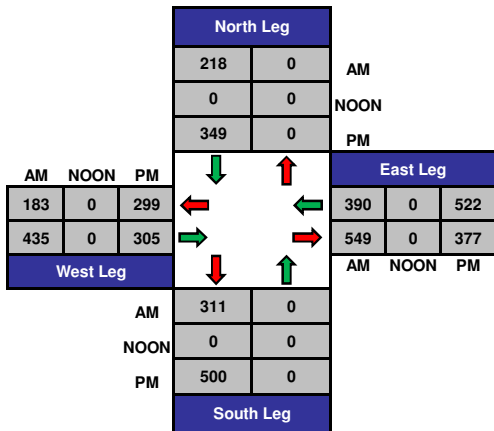 North Leg
218 0 AM
0 0 NOON
349 0 PM
AM NOON PM East Leg
183 0 299 390 0 522
435 0 305 549 0 377
West Leg AM NOON PM
AM 311 0
NOON 0 0
PM 500 0
South Leg